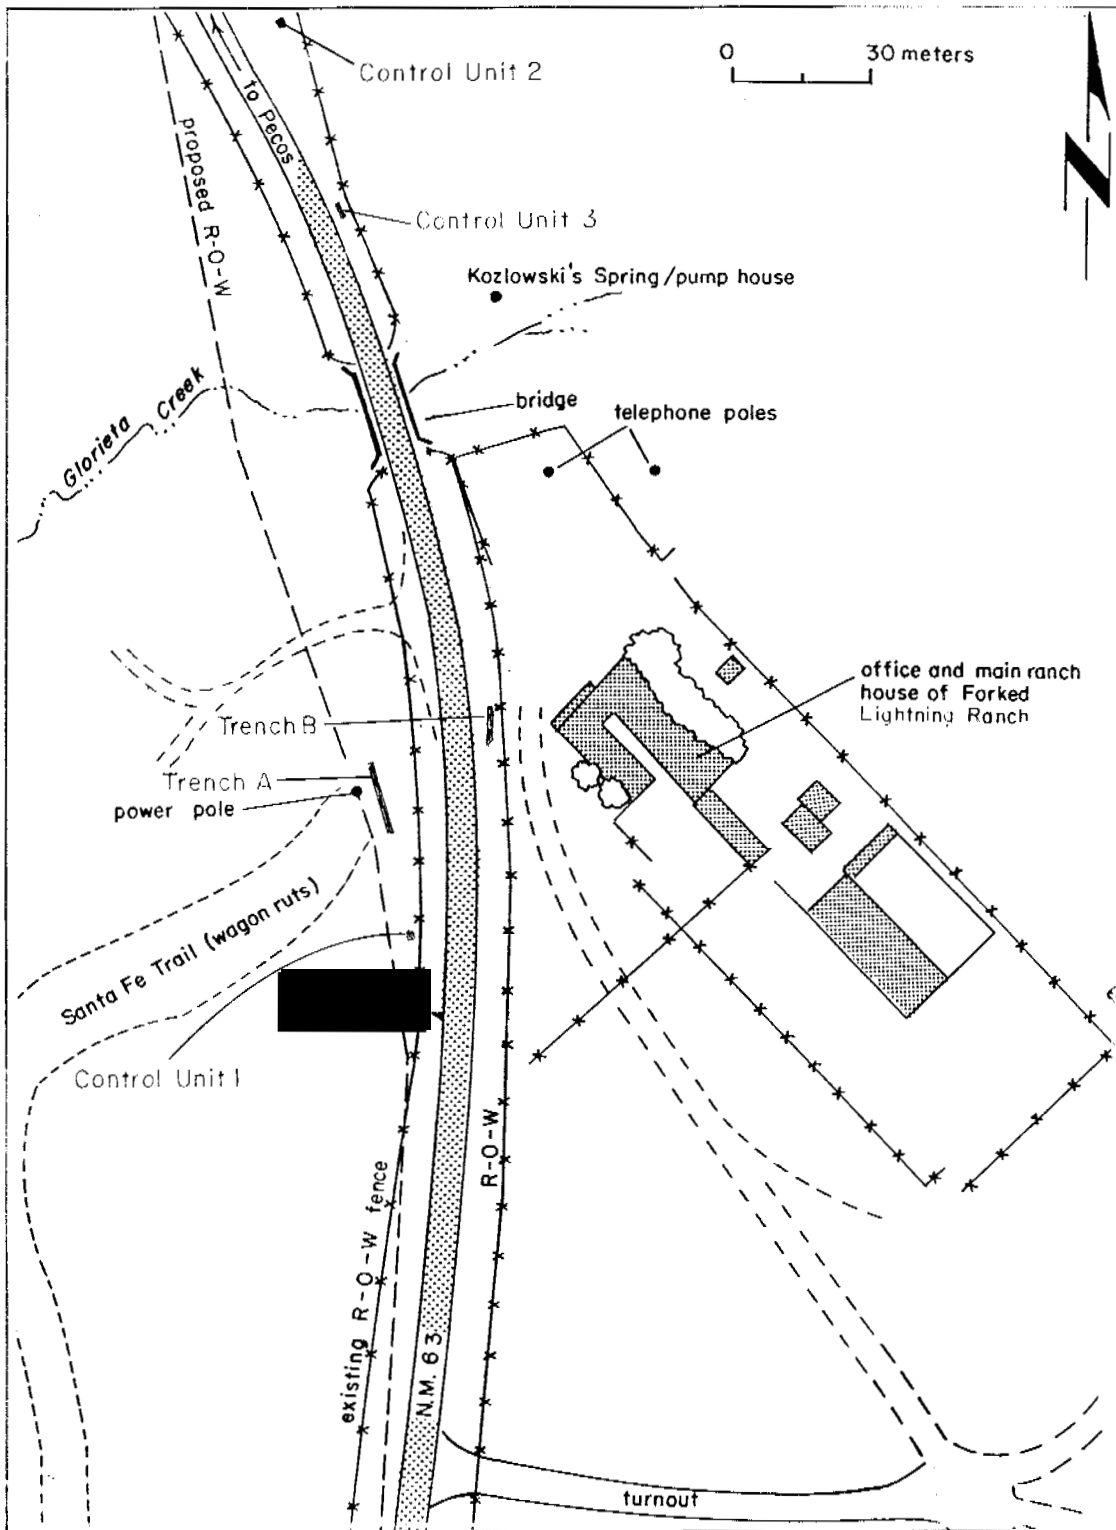 0 30 meters
Control Unit 2
to Pecos
proposed R-O-W
Control Unit 3
N
Kozlowski's Spring/pump house
Glorieta Creek
bridge
telephone poles
office and main ranch
house of Forked
Lightning Ranch
Trench B
Trench A
power pole
Santa Fe Trail (wagon ruts)
Control Unit 1
R-O-W
existing R-O-W fence
N.M. 63
turnout